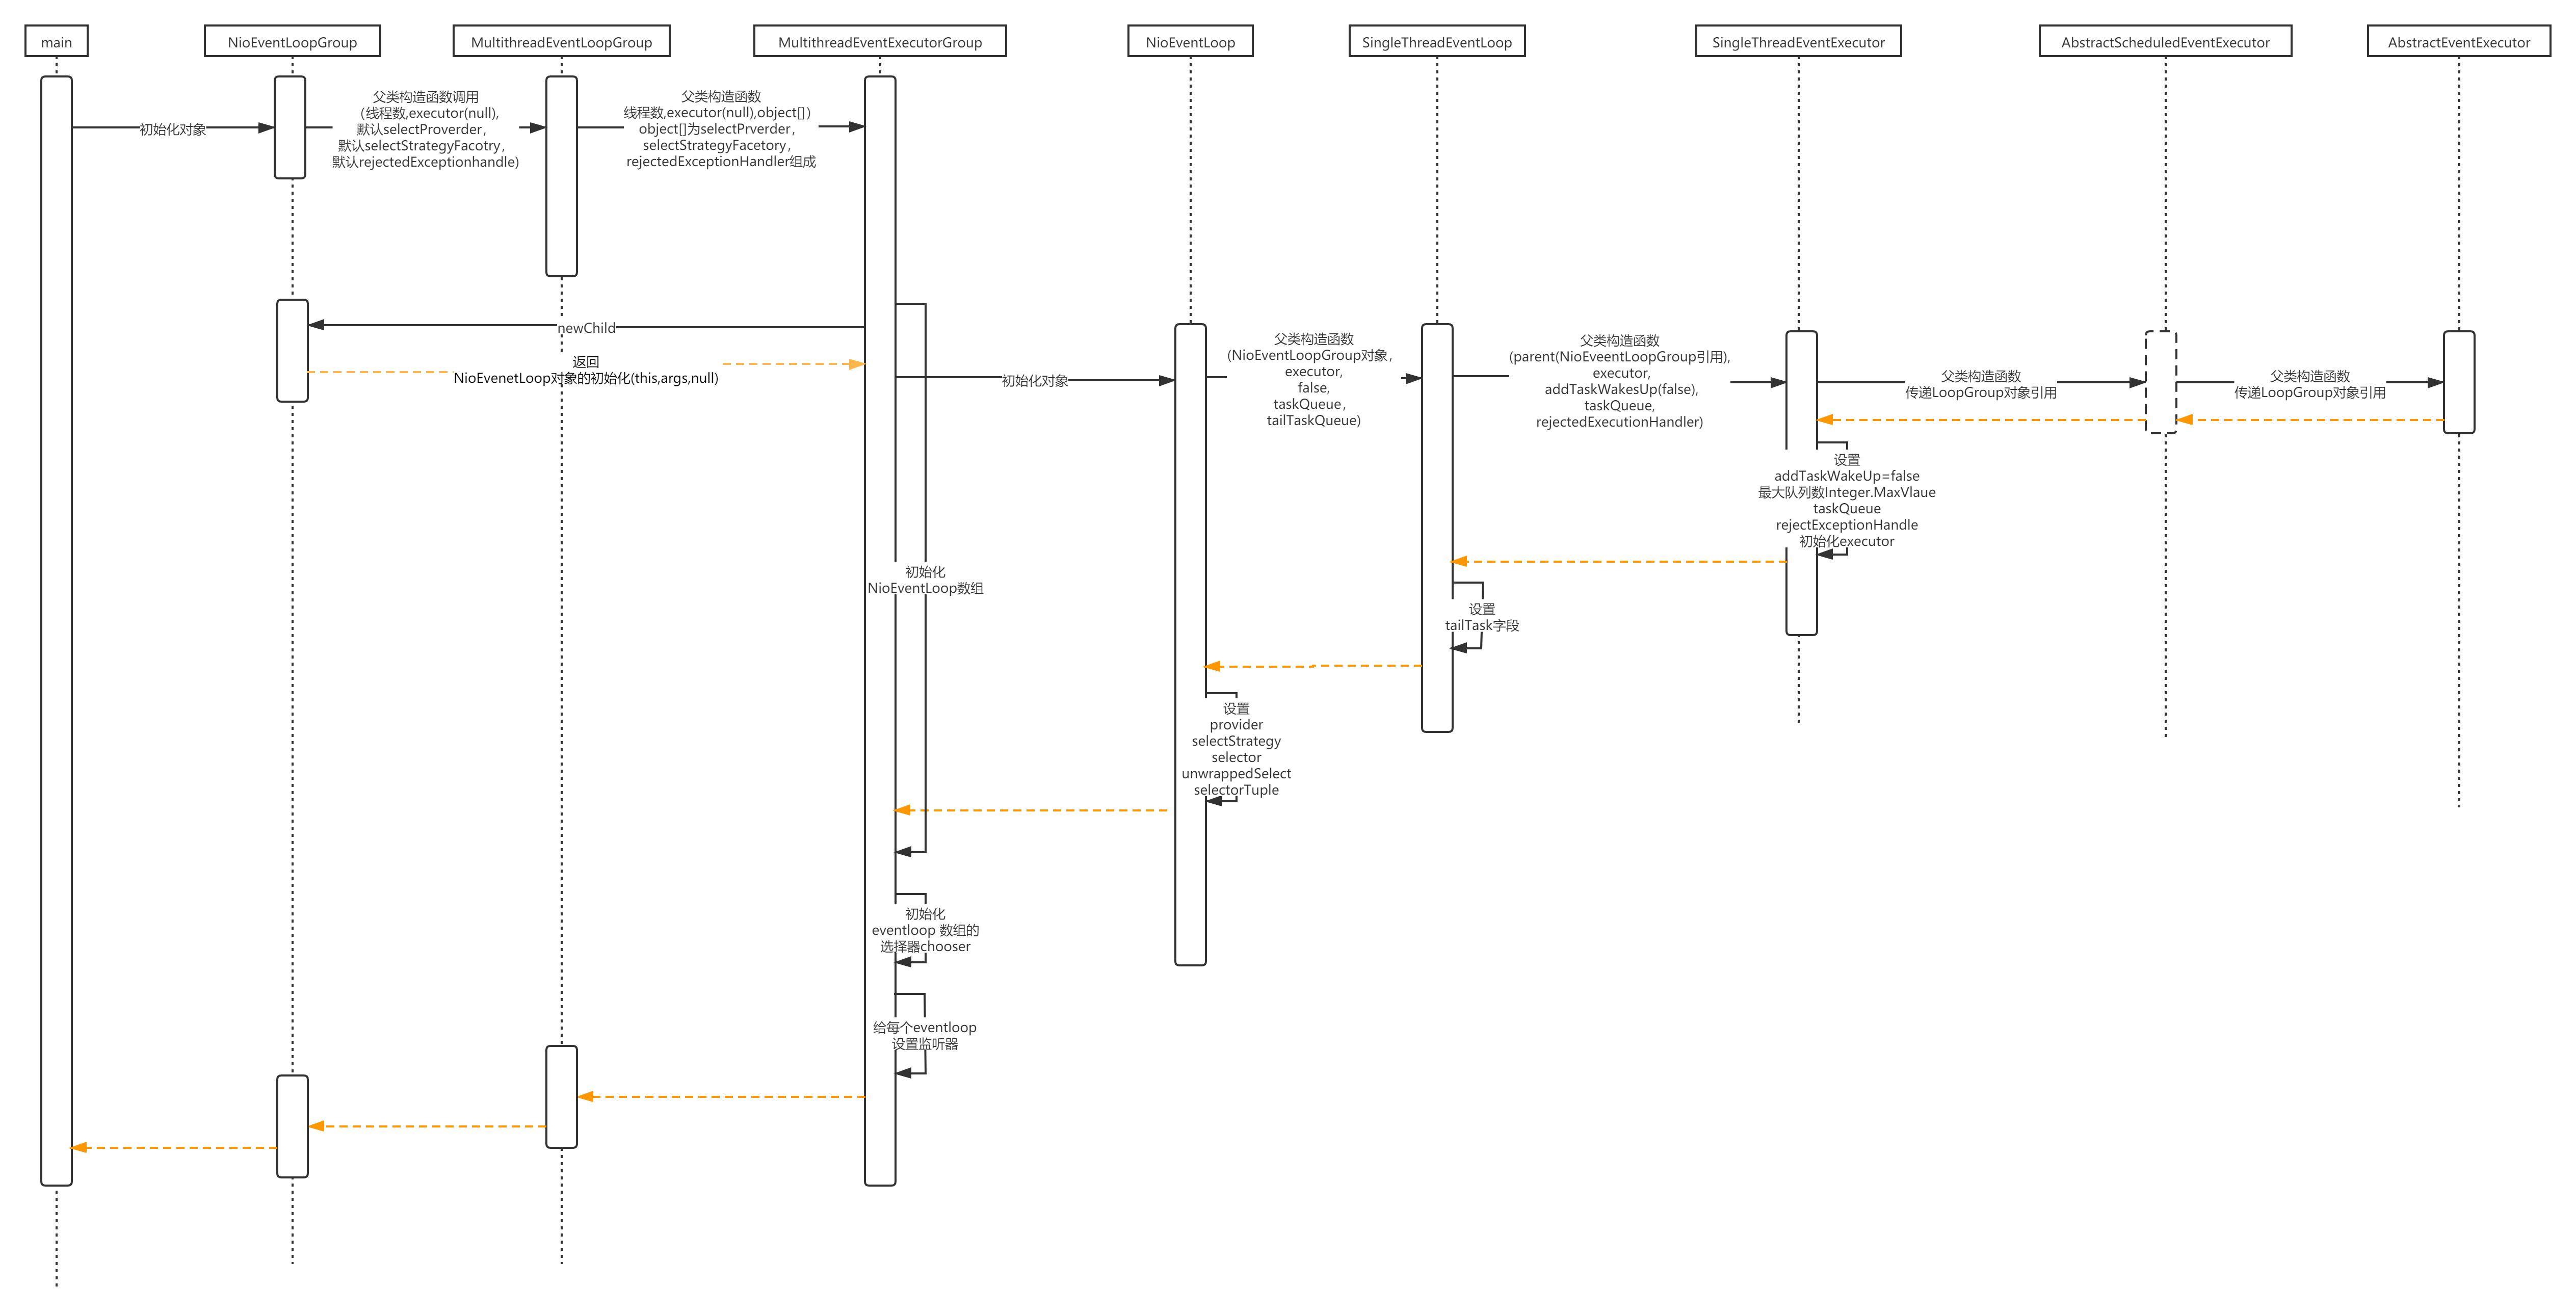 main
NioEventLoopGroup
MultithreadEventLoopGroup
MultithreadEventExecutorGroup
NioEventLoop
SingleThreadEventLoop
SingleThreadEventExecutor
AbstractScheduledEventExecutor
AbstractEventExecutor
初始化对象
父类构造函数调用
(线程数,executor(null),
默认selectProverder,
默认selectStrategyFacotry,
默认rejectedExceptionhandle)
父类构造函数
线程数,executor(null),object[])
object[]为selectPrverder,
selectStrategyFacetory,
rejectedExceptionHandler组成
newChild
返回
NioEvenetLoop对象的初始化(this,args,null)
初始化对象
父类构造函数
(NioEventLoopGroup对象,
executor,
false,
taskQueue,
tailTaskQueue)
父类构造函数
(parent(NioEveentLoopGroup引用),
executor,
addTaskWakesUp(false),
taskQueue,
rejectedExecutionHandler)
父类构造函数
传递LoopGroup对象引用
父类构造函数
传递LoopGroup对象引用
设置
addTaskWakeUp=false
最大队列数Integer.MaxVlaue
taskQueue
rejectExceptionHandle
初始化executor
初始化
NioEventLoop数组
设置
tailTask字段
设置
provider
selectStrategy
selector
unwrappedSelect
selectorTuple
初始化
eventloop 数组的
选择器chooser
给每个eventloop
设置监听器